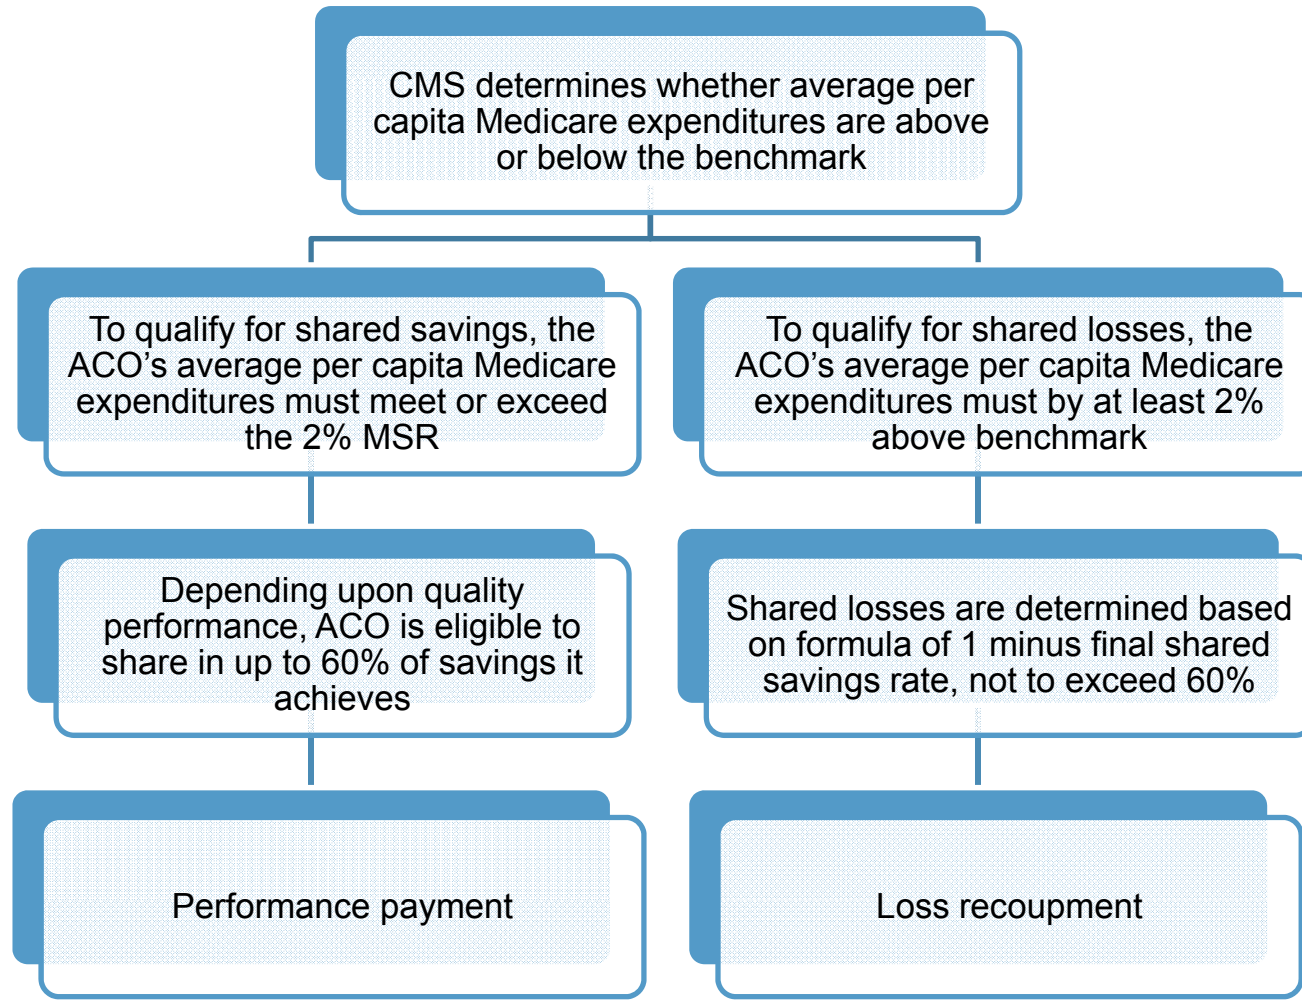 CMS determines whether average per
capita Medicare expenditures are above
or below the benchmark
To qualify for shared savings, the
ACO’s average per capita Medicare
expenditures must meet or exceed
the 2% MSR
To qualify for shared losses, the
ACO’s average per capita Medicare
expenditures must by at least 2%
above benchmark
Depending upon quality
performance, ACO is eligible to
share in up to 60% of savings it
achieves
Shared losses are determined based
on formula of 1 minus final shared
savings rate, not to exceed 60%
Performance payment
Loss recoupment